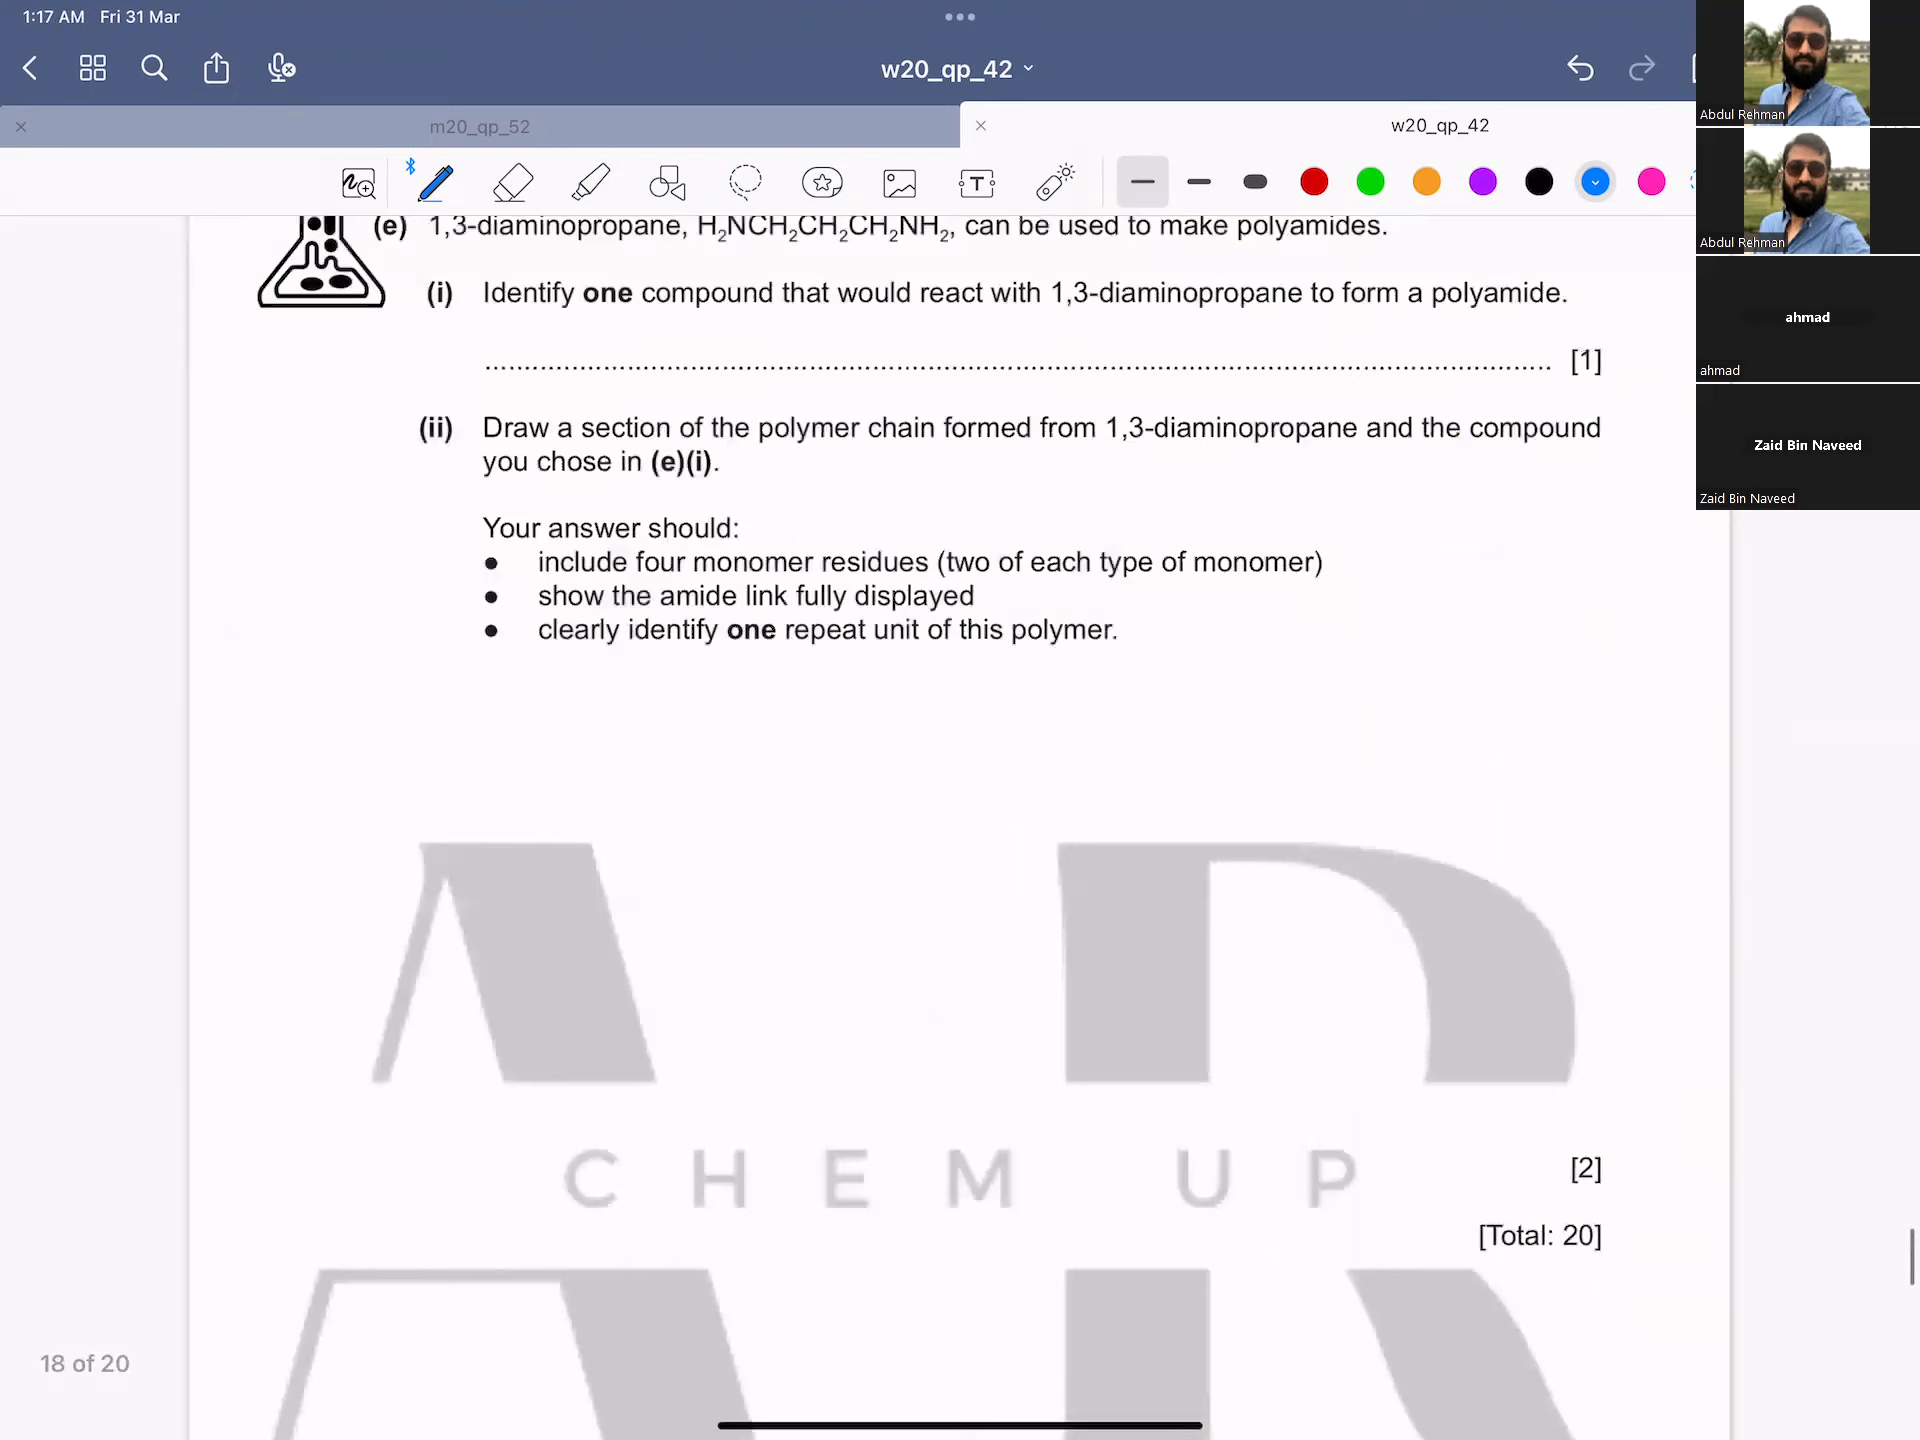 1:17 AM Fri 31 Mar
w20_qp_42
m20_qp_52
w20_qp_42
Abdul Rehman
Abdul Rehman
ahmad
ahmad
Zaid Bin Naveed
Zaid Bin Naveed
(e) 1,3-diaminopropane, H₂NCH₂CH₂CH₂NH₂, can be used to make polyamides.
(i) Identify one compound that would react with 1,3-diaminopropane to form a polyamide.
[1]
(ii) Draw a section of the polymer chain formed from 1,3-diaminopropane and the compound
you chose in (e)(i).
Your answer should:
● include four monomer residues (two of each type of monomer)
● show the amide link fully displayed
● clearly identify one repeat unit of this polymer.
CHEM UP
[2]
[Total: 20]
18 of 20